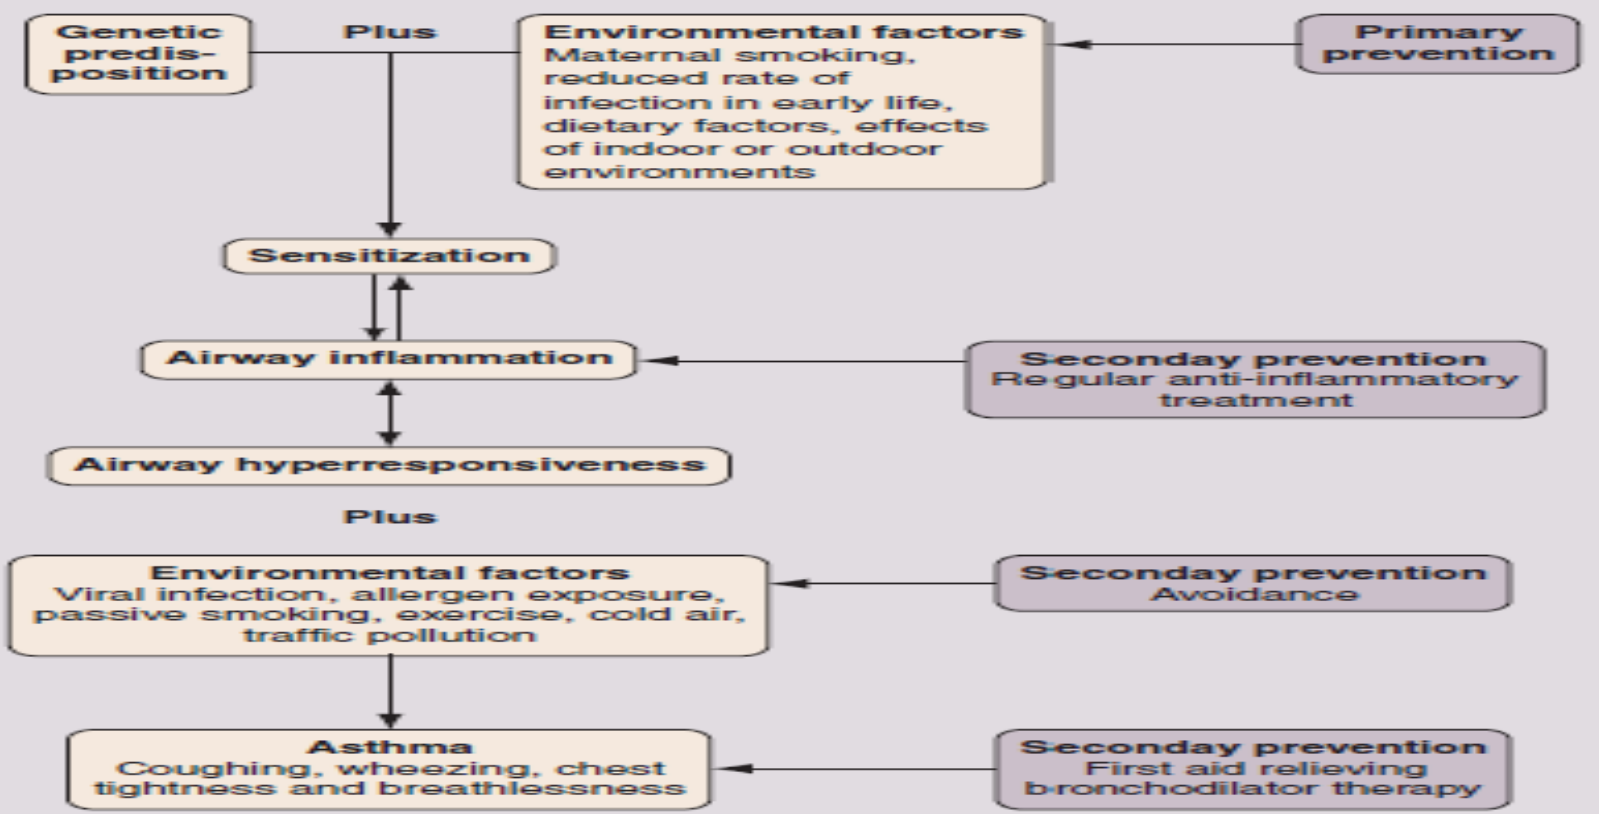 Genetic
predis-
position
Plus
Environmental factors
Maternal smoking,
reduced rate of
infection in early life,
dietary factors, effects
of indoor or outdoor
environments
Primary
prevention
Sensitization
Airway inflammation
Seconday prevention
Regular anti-inflammatory
treatment
Airway hyperresponsiveness
Plus
Environmental factors
Viral infection, allergen exposure,
passive smoking, exercise, cold air,
traffic pollution
Seconday prevention
Avoidance
Asthma
Coughing, wheezing, chest
tightness and breathlessness
Seconday prevention
First aid relieving
bronchodilator therapy